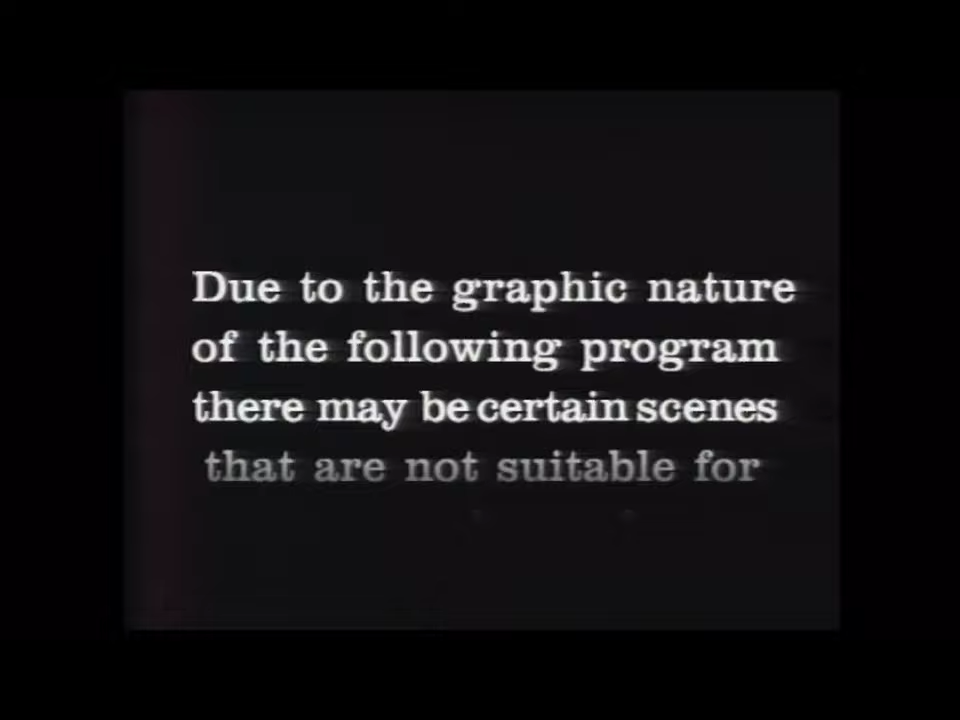 Due to the graphic nature
of the following program
there may be certain scenes
that are not suitable for